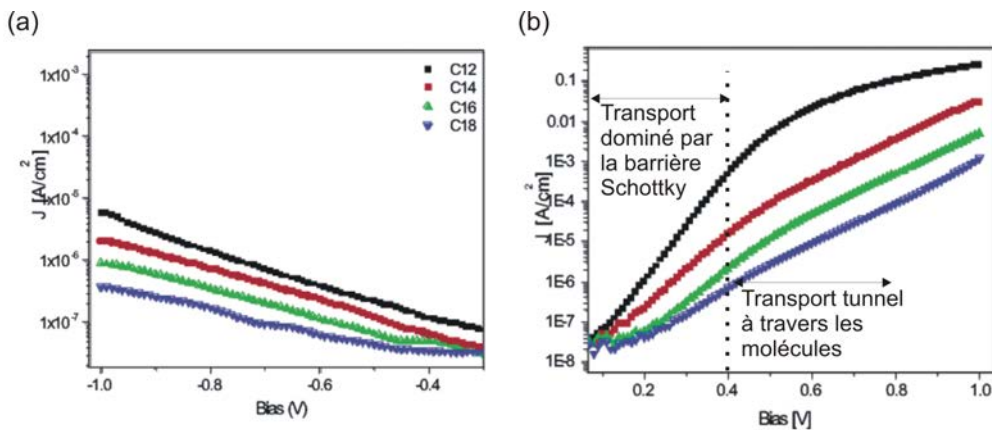 (a)
1x10⁻³
1x10⁻⁴
1x10⁻⁵
1x10⁻⁶
1x10⁻⁷
J [A/cm²]
C12
C14
C16
C18
-1.0
-0.8
-0.6
-0.4
Bias (V)
(b)
0.1
0.01
1E-3
1E-4
1E-5
1E-6
1E-7
1E-8
J [A/cm²]
Transport
dominé par
la barrière
Schottky
Transport tunnel
à travers les
molécules
0.2
0.4
0.6
0.8
1.0
Bias [V]